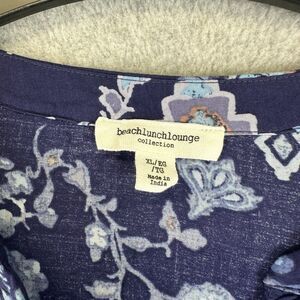 beachlunchlounge
collection
XL/EG
/TG
Made in
India